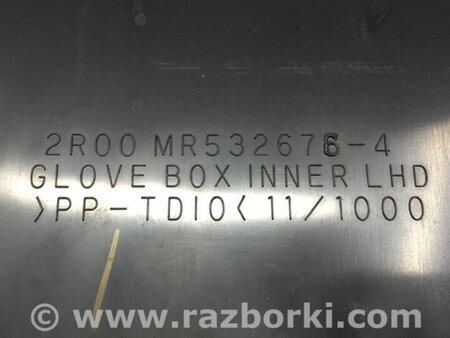 2R00 MR532676-4
GLOVE BOX INNER LHD
>PP-TD10< 11/1000
© www.razborki.com